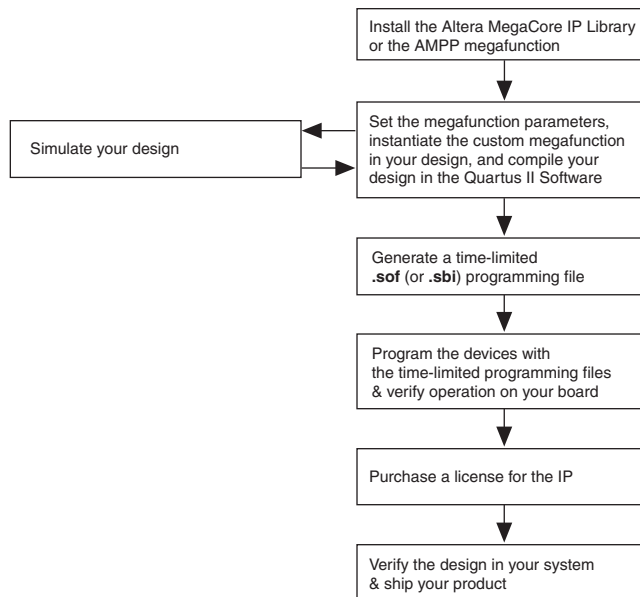 Install the Altera MegaCore IP Library
or the AMPP megafunction
Simulate your design
Set the megafunction parameters,
instantiate the custom megafunction
in your design, and compile your
design in the Quartus II Software
Generate a time-limited
.sof (or .sbi) programming file
Program the devices with
the time-limited programming files
& verify operation on your board
Purchase a license for the IP
Verify the design in your system
& ship your product